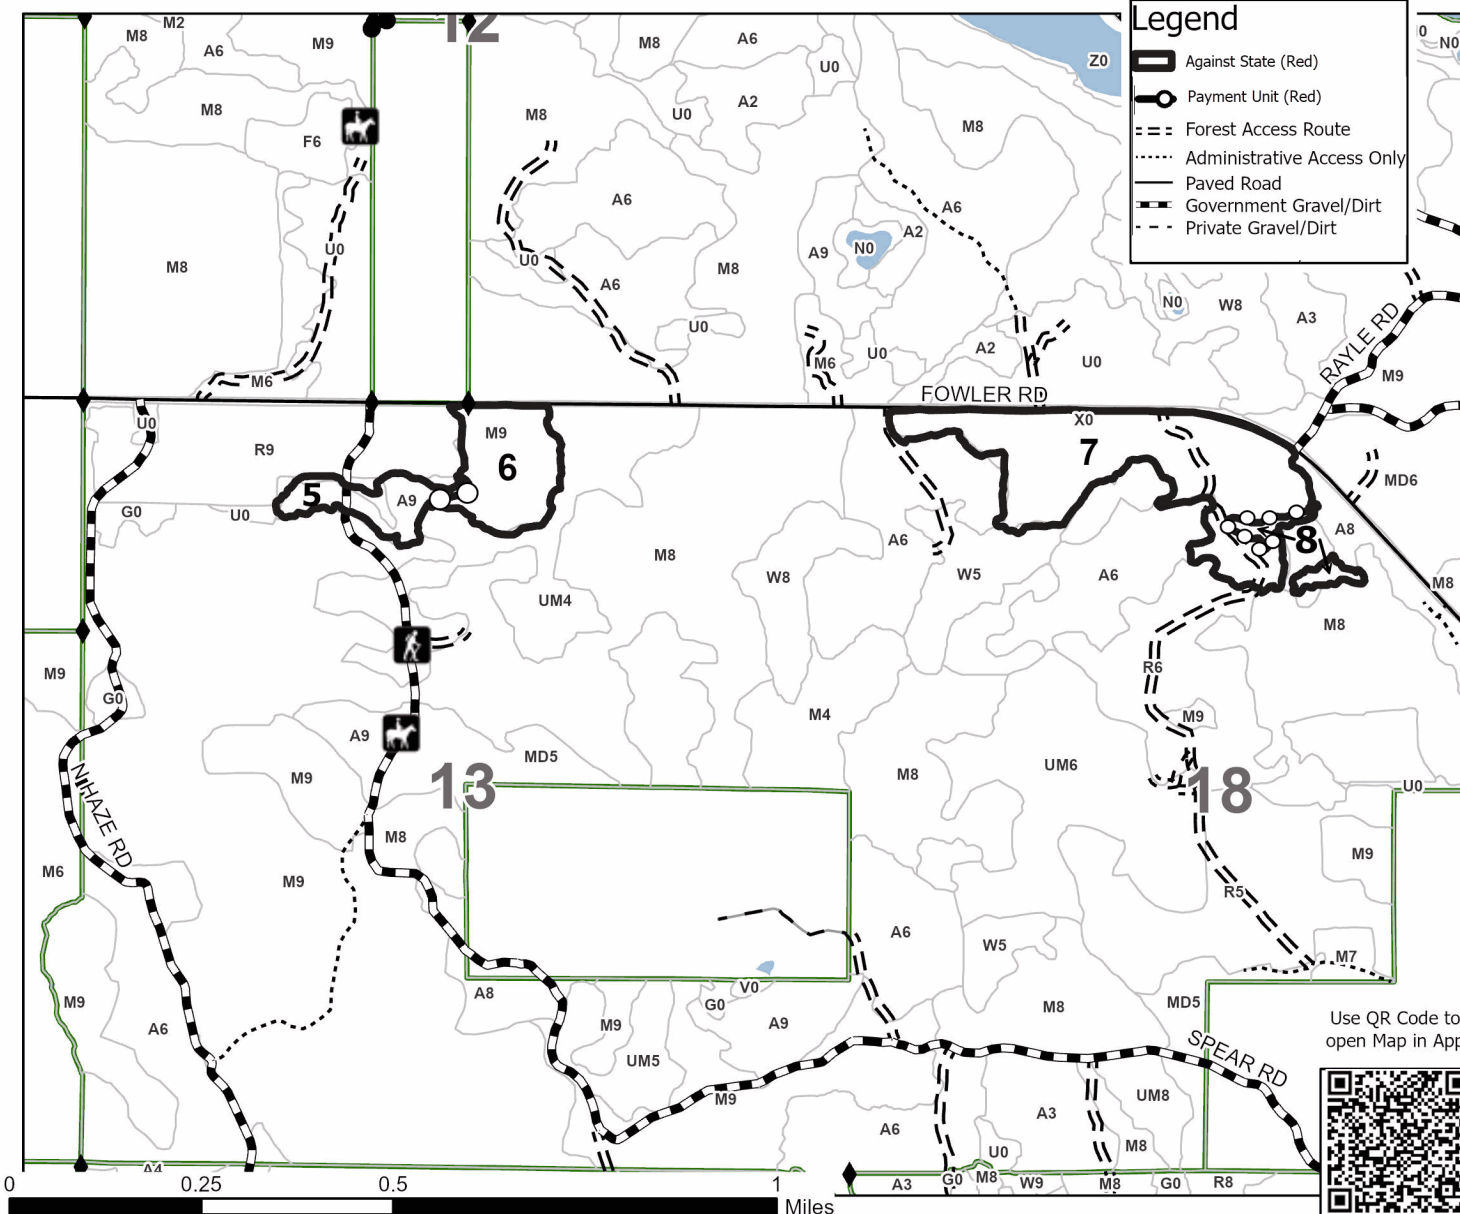 Legend
Against State (Red)
Payment Unit (Red)
Forest Access Route
Administrative Access Only
Paved Road
Government Gravel/Dirt
Private Gravel/Dirt
12
M2
M8
A6
M9
M8
A6
U0
Z0
N0
M8
F6
M8
U0
A2
M8
A6
A6
U0
M8
U0
A6
M8
A9
N0
A2
U0
M6
U0
M6
A2
U0
N0
W8
A3
RAYLE RD
M9
FOWLER RD
X0
U0
R9
M9
6
7
5
A9
G0
U0
MD6
A8
8
A6
M8
W8
W5
A6
UM4
M8
M8
M9
G0
R6
M9
M4
A9
MD5
M9
13
M8
UM6
18
U0
N HAZE RD
M8
M9
M6
M9
R5
A6
W5
M7
M9
A8
V0
G0
M8
MD5
A6
M9
A9
SPEAR RD
Use QR Code to
open Map in App
UM5
M9
UM8
A3
A6
M8
U0
A4
A3
G0
M8
W9
M8
G0
R8
0
0.25
0.5
1
Miles